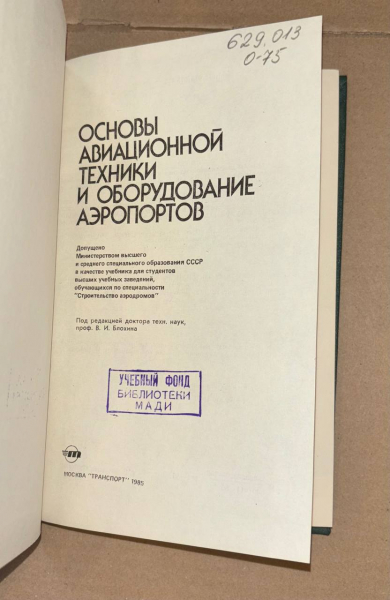 629.013
О-75
ОСНОВЫ
АВИАЦИОННОЙ
ТЕХНИКИ
И ОБОРУДОВАНИЕ
АЭРОПОРТОВ
Допущено
Министерством высшего
и среднего специального образования СССР
в качестве учебника для студентов
высших учебных заведений,
обучающихся по специальности
"Строительство аэродромов"
Под редакцией доктора техн. наук,
проф. В. И. Блохина
УЧЕБНЫЙ ФОНД
БИБЛИОТЕКИ
МАДИ
МОСКВА "ТРАНСПОРТ" 1985